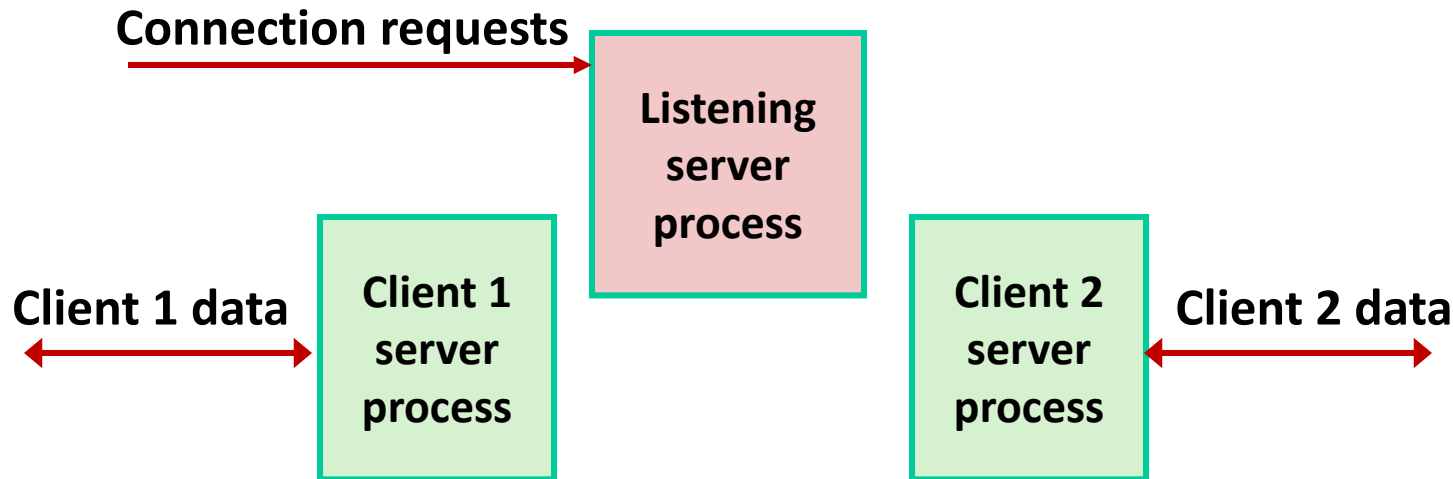 Connection requests
Listening
server
process
Client 1 data
Client 1
server
process
Client 2
server
process
Client 2 data